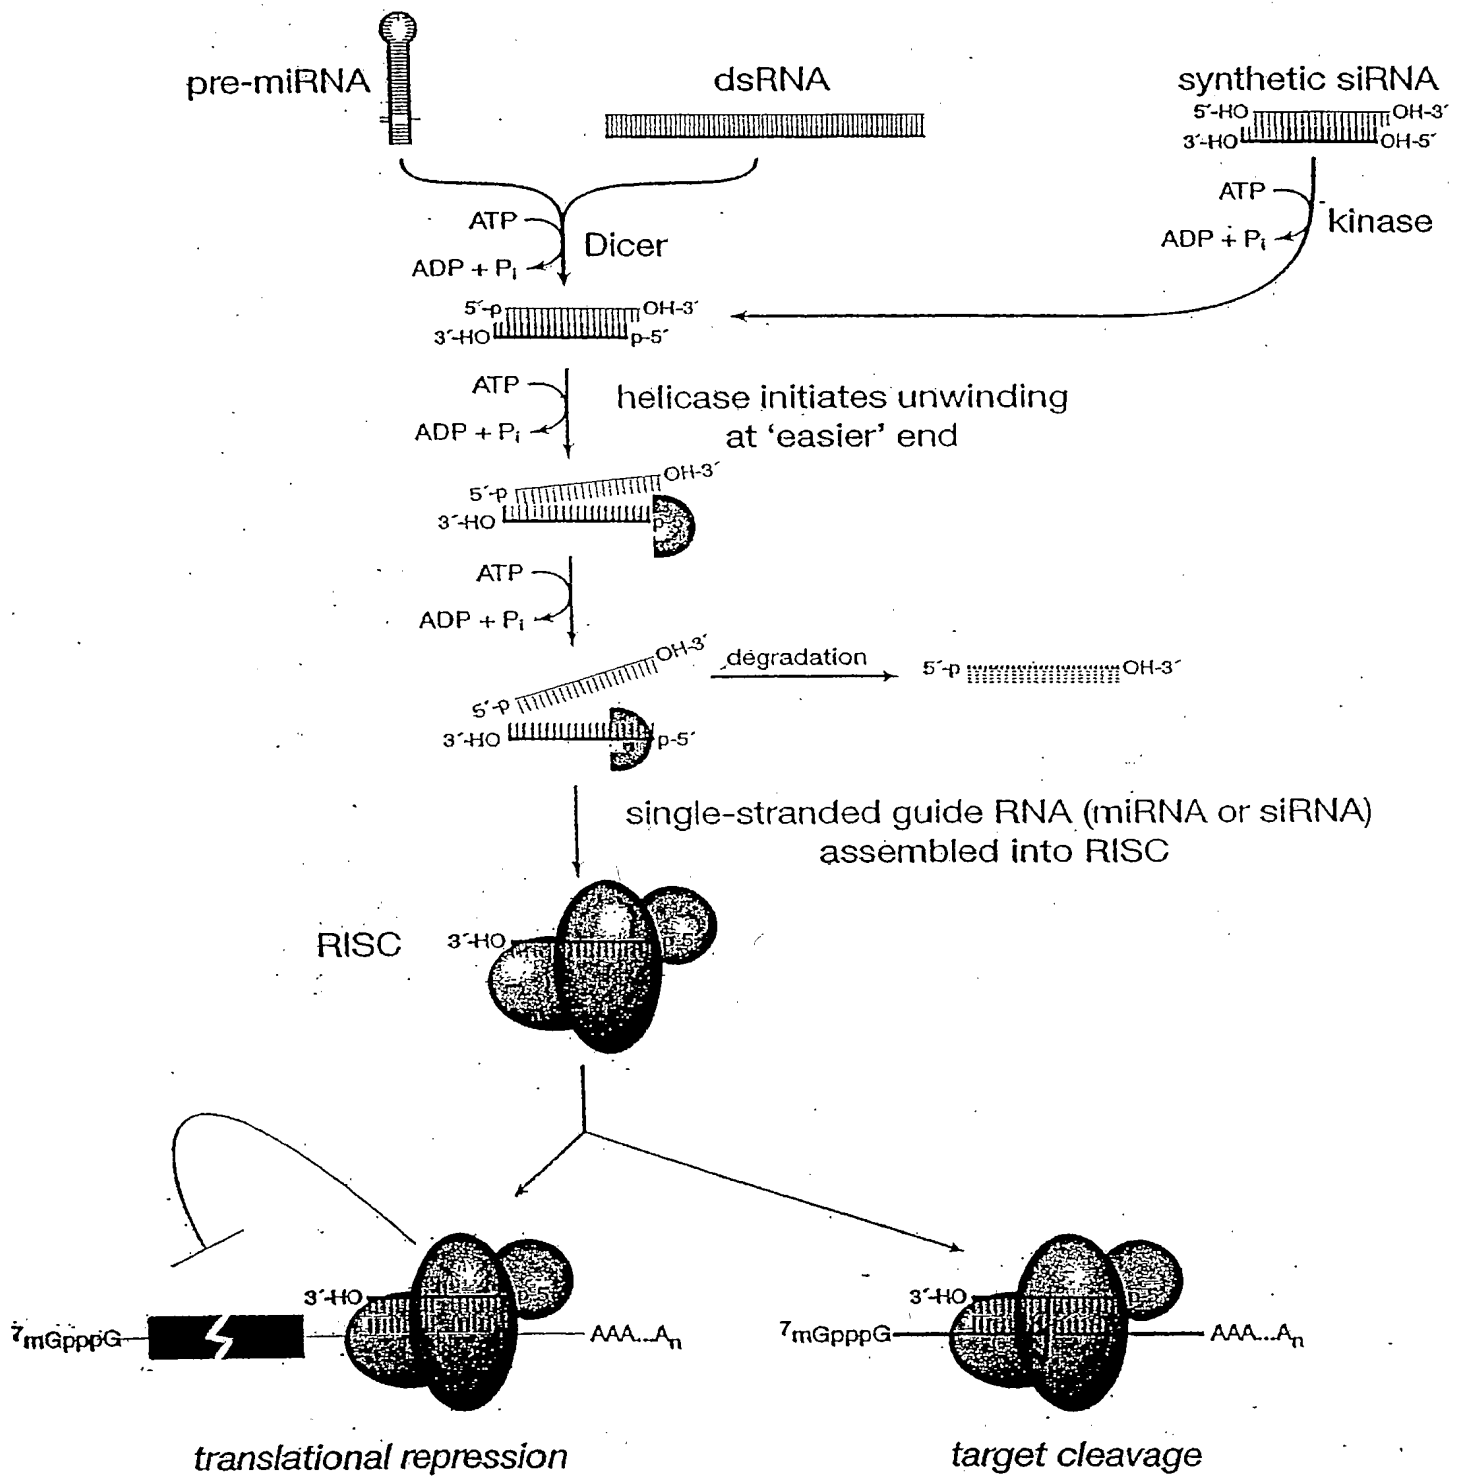 pre-miRNA
dsRNA
synthetic siRNA
5´-HO OH-3´
3´-HO OH-5´
ATP
kinase
ADP + Pi
ATP
Dicer
ADP + Pi
5´-p OH-3´
3´-HO p-5´
ATP
helicase initiates unwinding
at ‘easier’ end
ADP + Pi
5´-p OH-3´
3´-HO p-5
ATP
ADP + Pi
5´-p OH-3´
degradation
5´-p OH-3´
3´-HO p-5´
single-stranded guide RNA (miRNA or siRNA)
assembled into RISC
RISC
3´-HO p-5
3´-HO p-5
7mGpppG AAA...An
3´-HO
7mGpppG AAA...An
translational repression
target cleavage